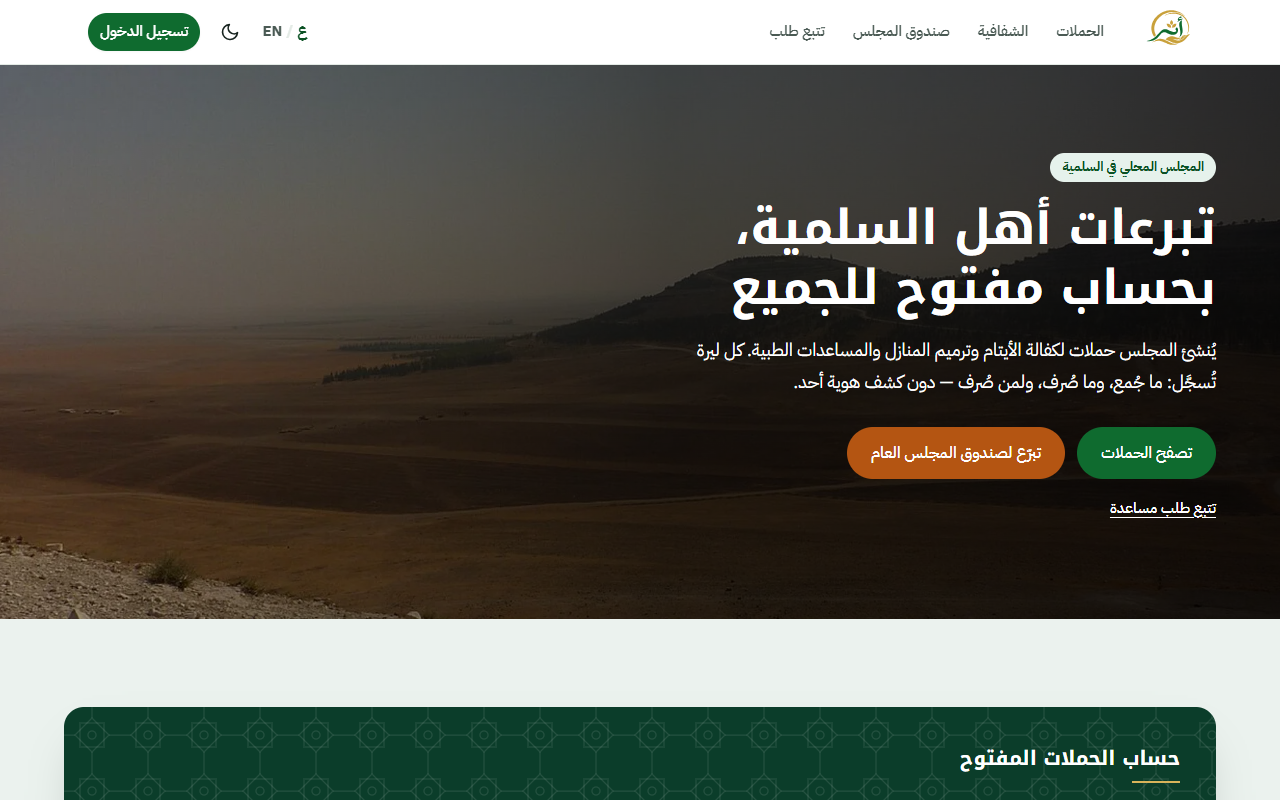 أثر
الحملات
الشفافية
صندوق المجلس
تتبع طلب
ع / EN
تسجيل الدخول
المجلس المحلي في السلمية
تبرعات أهل السلمية،
بحساب مفتوح للجميع
يُنشئ المجلس حملات لكفالة الأيتام وترميم المنازل والمساعدات الطبية. كل ليرة
تُسجَّل: ما جُمع، وما صُرف، ولمن صُرف — دون كشف هوية أحد.
تصفح الحملات
تبرّع لصندوق المجلس العام
تتبع طلب مساعدة
حساب الحملات المفتوح